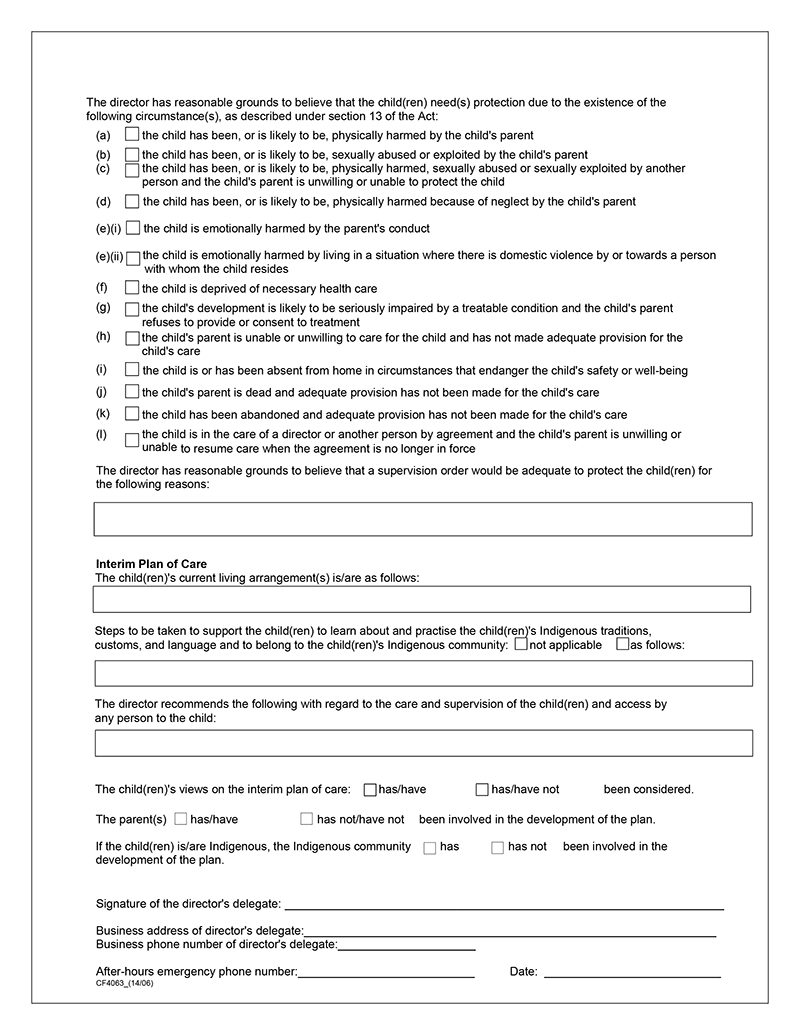 The director has reasonable grounds to believe that the child(ren) need(s) protection due to the existence of the
following circumstance(s), as described under section 13 of the Act:
(a) the child has been, or is likely to be, physically harmed by the child's parent
(b) the child has been, or is likely to be, sexually abused or exploited by the child's parent
(c) the child has been, or is likely to be, physically harmed, sexually abused or sexually exploited by another
person and the child's parent is unwilling or unable to protect the child
(d) the child has been, or is likely to be, physically harmed because of neglect by the child's parent
(e)(i) the child is emotionally harmed by the parent's conduct
(e)(ii) the child is emotionally harmed by living in a situation where there is domestic violence by or towards a person
with whom the child resides
(f) the child is deprived of necessary health care
(g) the child's development is likely to be seriously impaired by a treatable condition and the child's parent
refuses to provide or consent to treatment
(h) the child's parent is unable or unwilling to care for the child and has not made adequate provision for the
child's care
(i) the child is or has been absent from home in circumstances that endanger the child's safety or well-being
(j) the child's parent is dead and adequate provision has not been made for the child's care
(k) the child has been abandoned and adequate provision has not been made for the child's care
(l) the child is in the care of a director or another person by agreement and the child's parent is unwilling or
unable to resume care when the agreement is no longer in force
The director has reasonable grounds to believe that a supervision order would be adequate to protect the child(ren) for
the following reasons:
Interim Plan of Care
The child(ren)'s current living arrangement(s) is/are as follows:
Steps to be taken to support the child(ren) to learn about and practise the child(ren)'s Indigenous traditions,
customs, and language and to belong to the child(ren)'s Indigenous community: not applicable as follows:
The director recommends the following with regard to the care and supervision of the child(ren) and access by
any person to the child:
The child(ren)'s views on the interim plan of care: has/have has/have not been considered.
The parent(s) has/have has not/have not been involved in the development of the plan.
If the child(ren) is/are Indigenous, the Indigenous community has has not been involved in the
development of the plan.
Signature of the director's delegate:
Business address of director's delegate:
Business phone number of director's delegate:
After-hours emergency phone number: Date:
CF4063_(14/06)